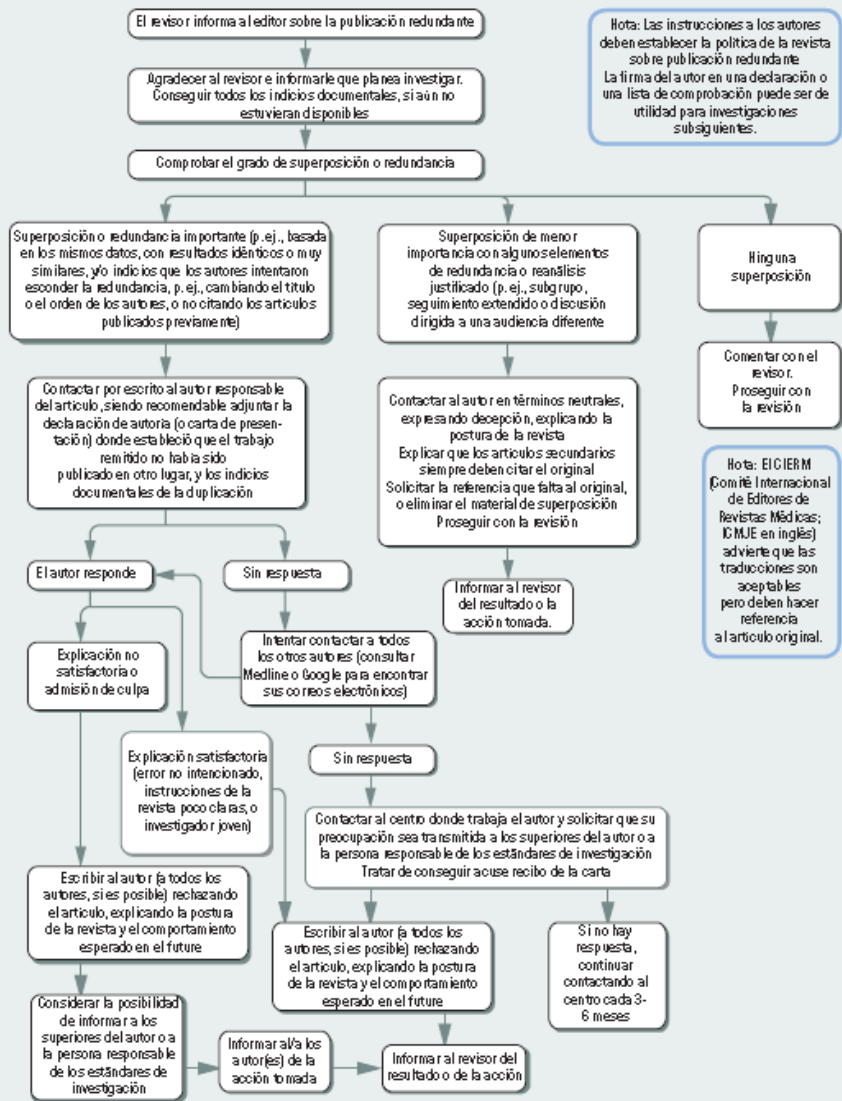 El revisor informa al editor sobre la publicación redundante
Nota: Las instrucciones a los autores
deben establecer la política de la revista
sobre publicación redundante
La firma del autor en una declaración o
una lista de comprobación puede ser de
utilidad para investigaciones
subsiguientes.
Agradecer al revisor e informarle que planea investigar.
Conseguir todos los indicios documentales, si aún no
estuvieran disponibles
Comprobar el grado de superposición o redundancia
Superposición o redundancia importante (p.ej., basada
en los mismos datos, con resultados idénticos o muy
similares, y/o indicios que los autores intentaron
esconder la redundancia, p.ej., cambiando el título
o el orden de los autores, o no citando los artículos
publicados previamente)
Superposición de menor
importancia con algunos elementos
de redundancia o reanálisis
justificado (p.ej., subgrupo,
seguimiento extendido o discusión
dirigida a una audiencia diferente
Ninguna
superposición
Contactar por escrito al autor responsable
del artículo, siendo recomendable adjuntar la
declaración de autoría (o carta de presen-
tación) donde estableció que el trabajo
remitido no había sido
publicado en otro lugar, y los indicios
documentales de la duplicación
Contactar al autor en términos neutrales,
expresando decepción, explicando la
postura de la revista
Explicar que los artículos secundarios
siempre deben citar el original
Solicitar la referencia que falta al original,
o eliminar el material de superposición
Proseguir con la revisión
Comentar con el
revisor.
Proseguir con
la revisión
Nota: El CIERM
(Comité Internacional
de Editores de
Revistas Médicas;
ICMJE en inglés)
advierte que las
traducciones son
aceptables
pero deben hacer
referencia
al artículo original.
El autor responde
Sin respuesta
Informar al revisor
del resultado o la
acción tomada.
Explicación no
satisfactoria o
admisión de culpa
Intentar contactar a todos
los otros autores (consultar
Medline o Google para encontrar
sus correos electrónicos)
Explicación satisfactoria
(error no intencionado,
instrucciones de la
revista poco claras, o
investigador joven)
Sin respuesta
Contactar al centro donde trabaja el autor y solicitar que su
preocupación sea transmitida a los superiores del autor o a
la persona responsable de los estándares de investigación
Tratar de conseguir acuse recibo de la carta
Escribir al autor (a todos los
autores, si es posible) rechazando
el artículo, explicando la postura
de la revista y el comportamiento
esperado en el future
Escribir al autor (a todos los
autores, si es posible) rechazando
el artículo, explicando la postura
de la revista y el comportamiento
esperado en el future
Si no hay
respuesta,
continuar
contactando al
centro cada 3-
6 meses
Considerar la posibilidad
de informar a los
superiores del autor o a
la persona responsable
de los estándares de
investigación
Informar al/a los
autor(es) de la
acción tomada
Informar al revisor del
resultado o de la acción